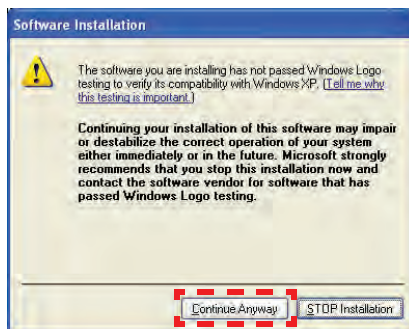 Software Installation
The software you are installing has not passed Windows Logo
testing to verify its compatibility with Windows XP. (Tell me why
this testing is important.)
Continuing your installation of this software may impair
or destabilize the correct operation of your system
either immediately or in the future. Microsoft strongly
recommends that you stop this installation now and
contact the software vendor for software that has
passed Windows Logo testing.
Continue Anyway STOP Installation